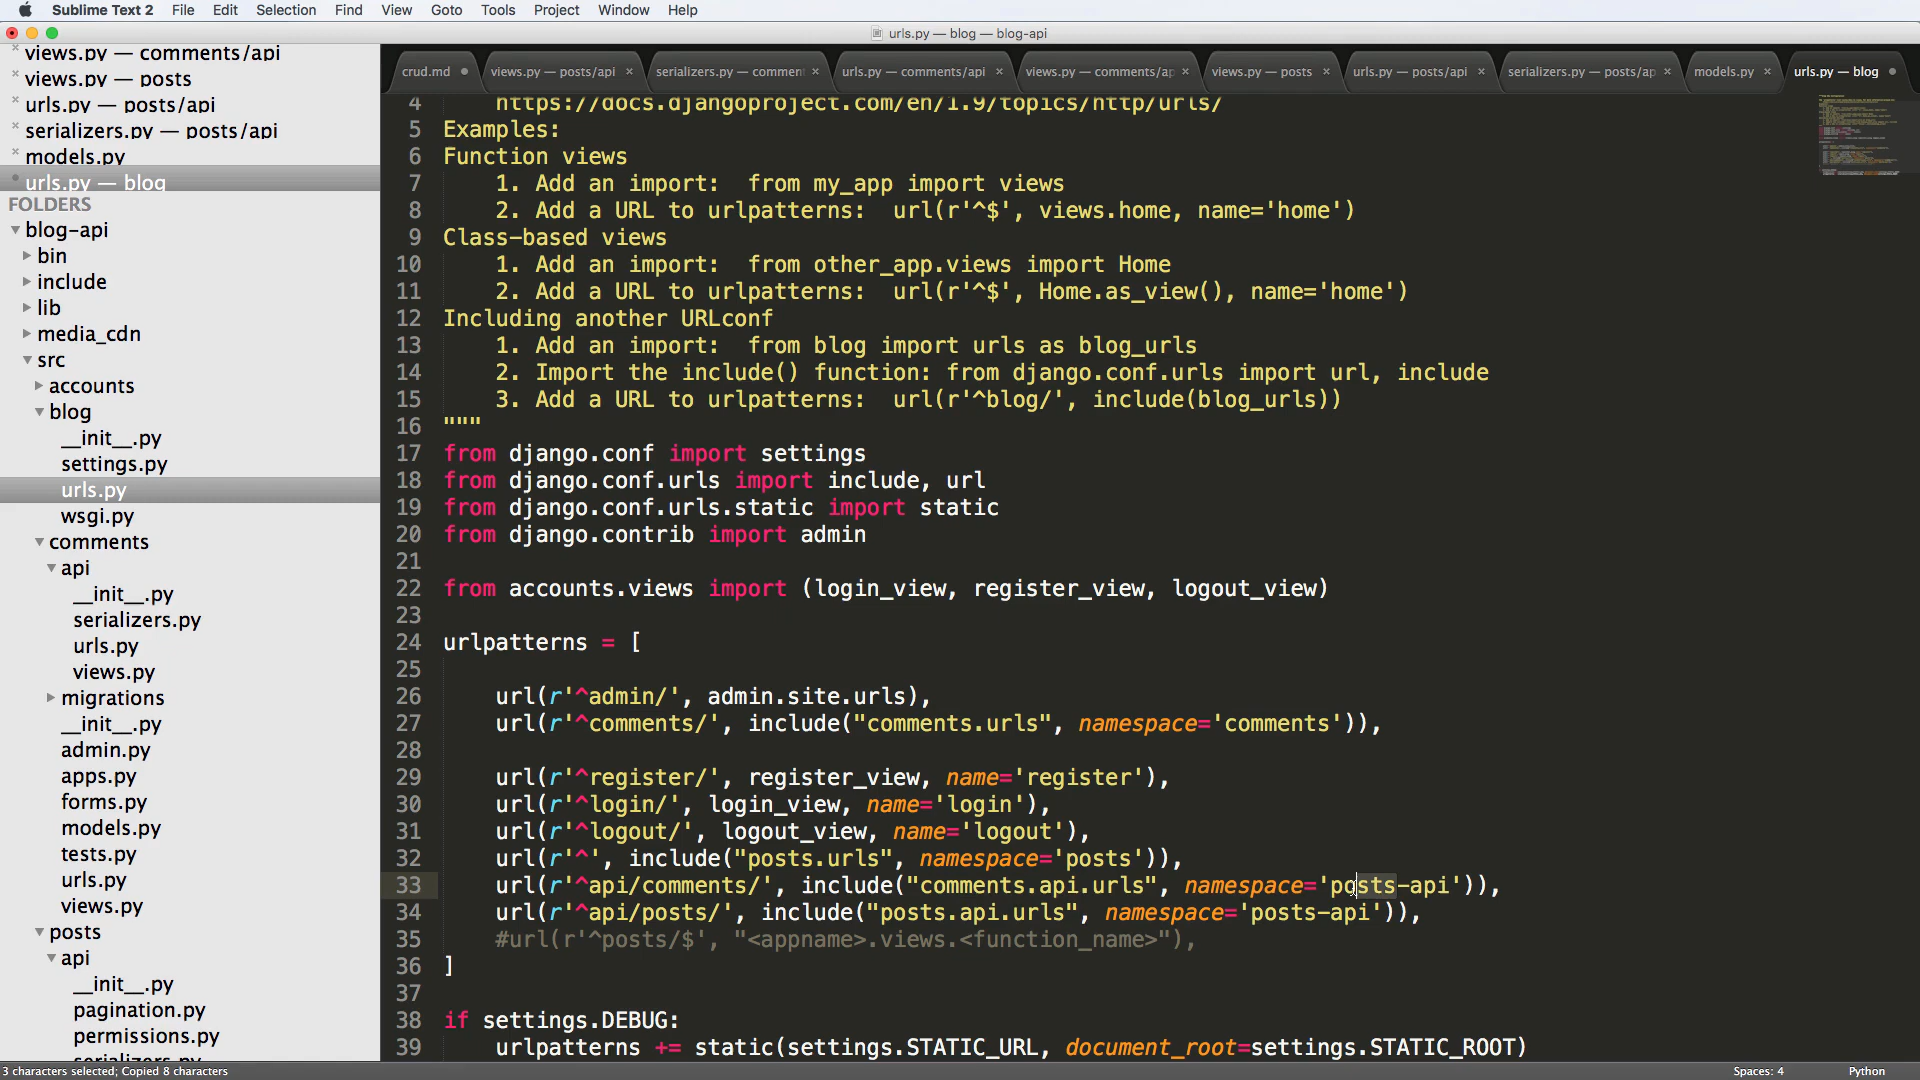 Sublime Text 2 File Edit Selection Find View Goto Tools Project Window Help
urls.py — blog — blog-api
crud.md views.py — posts/api serializers.py — commen urls.py — comments/api views.py — comments/ap views.py — posts urls.py — posts/api serializers.py — posts/ap models.py urls.py — blog
views.py — comments/api
views.py — posts
urls.py — posts/api
serializers.py — posts/api
models.py
urls.py — blog
FOLDERS
blog-api
bin
include
lib
media_cdn
src
accounts
blog
__init__.py
settings.py
urls.py
wsgi.py
comments
api
__init__.py
serializers.py
urls.py
views.py
migrations
__init__.py
admin.py
apps.py
forms.py
models.py
tests.py
urls.py
views.py
posts
api
__init__.py
pagination.py
permissions.py
serializers.py
4 https://docs.djangoproject.com/en/1.9/topics/http/urls/
5 Examples:
6 Function views
7 1. Add an import:  from my_app import views
8 2. Add a URL to urlpatterns:  url(r'^$', views.home, name='home')
9 Class-based views
10 1. Add an import:  from other_app.views import Home
11 2. Add a URL to urlpatterns:  url(r'^$', Home.as_view(), name='home')
12 Including another URLconf
13 1. Add an import:  from blog import urls as blog_urls
14 2. Import the include() function: from django.conf.urls import url, include
15 3. Add a URL to urlpatterns:  url(r'^blog/', include(blog_urls))
16 """
17 from django.conf import settings
18 from django.conf.urls import include, url
19 from django.conf.urls.static import static
20 from django.contrib import admin
21
22 from accounts.views import (login_view, register_view, logout_view)
23
24 urlpatterns = [
25
26 url(r'^admin/', admin.site.urls),
27 url(r'^comments/', include("comments.urls", namespace='comments')),
28
29 url(r'^register/', register_view, name='register'),
30 url(r'^login/', login_view, name='login'),
31 url(r'^logout/', logout_view, name='logout'),
32 url(r'^', include("posts.urls", namespace='posts')),
33 url(r'^api/comments/', include("comments.api.urls", namespace='posts-api')),
34 url(r'^api/posts/', include("posts.api.urls", namespace='posts-api')),
35 #url(r'^posts/$', "<appname>.views.<function_name>"),
36 ]
37
38 if settings.DEBUG:
39 urlpatterns += static(settings.STATIC_URL, document_root=settings.STATIC_ROOT)
3 characters selected; Copied 8 characters Spaces: 4 Python